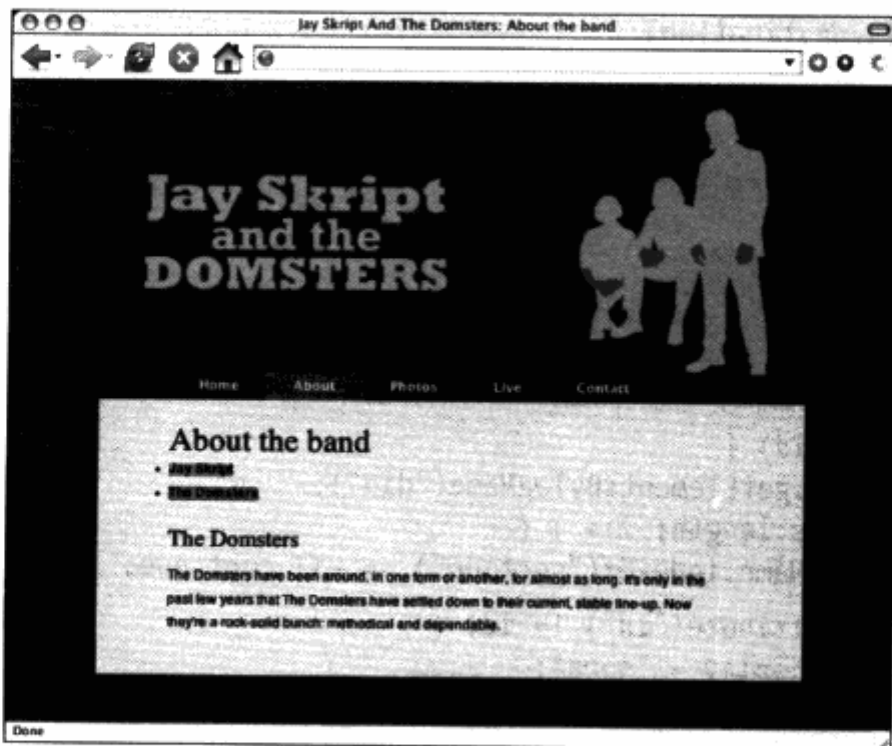 Jay Skript And The Domsters: About the band
Jay Skript
and the
DOMSTERS
Home About Photos Live Contact
About the band
Jay Skript
The Domsters
The Domsters
The Domsters have been around, in one form or another, for almost as long. It's only in the
past few years that The Domsters have settled down to their current, stable line-up. Now
they're a rock-solid bunch: methodical and dependable.
Done